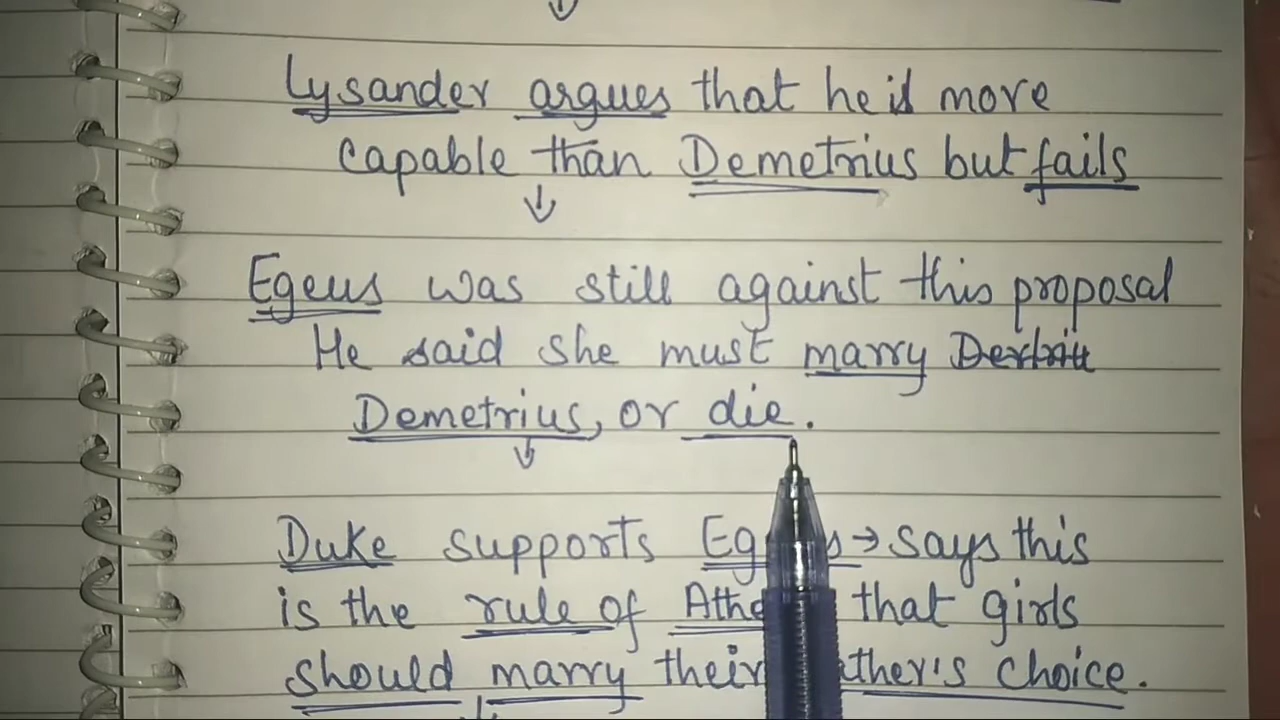 Lysander argues that he is more
capable than Demetrius but fails
↓
Egeus was still against this proposal
He said she must marry
Demetrius, or die.
↓
Duke supports → says this
is the rule of that girls
should marry their choice.